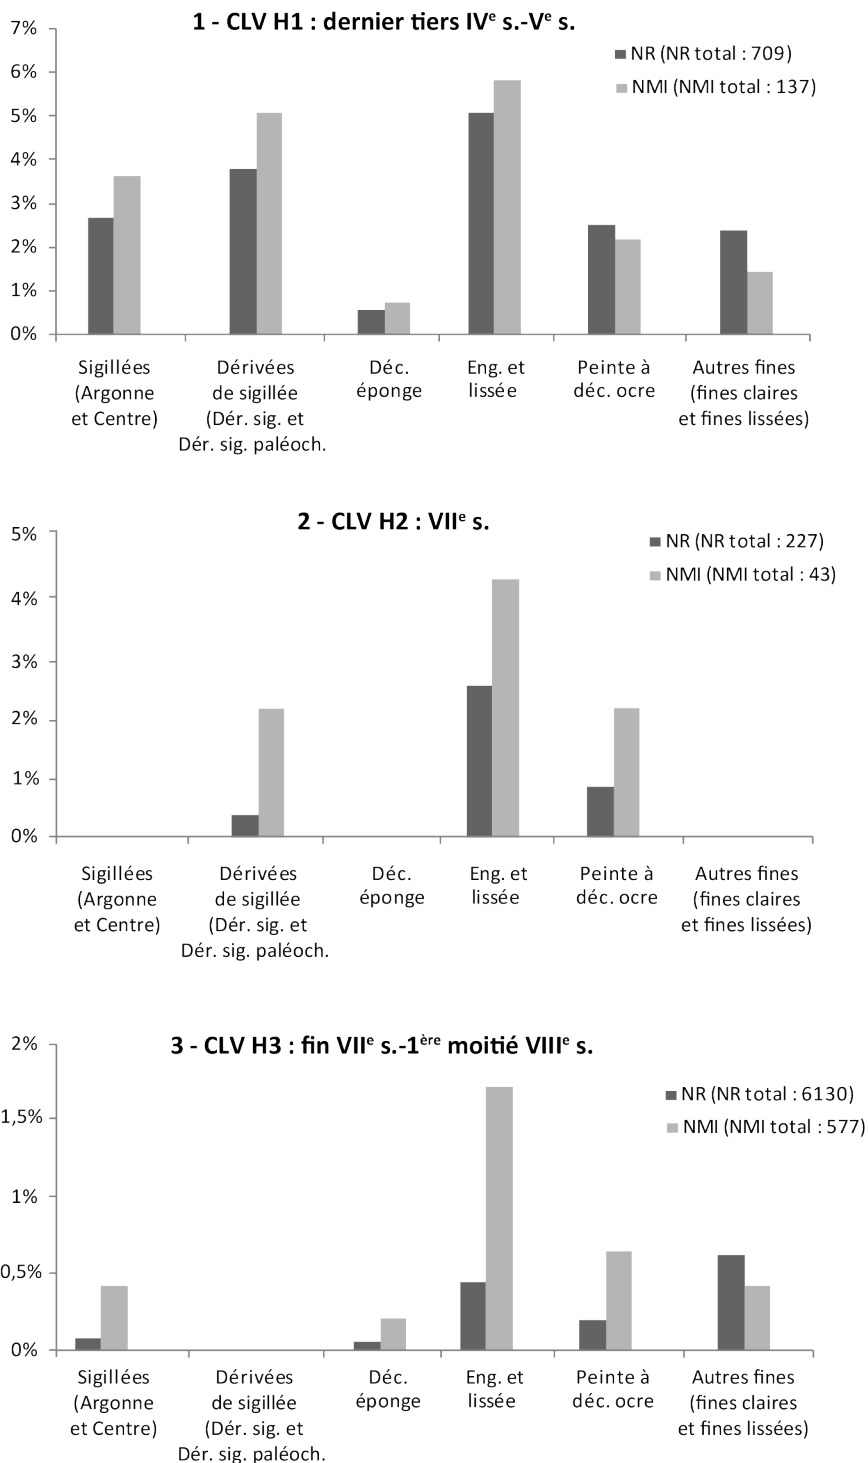 1 - CLV H1 : dernier tiers IVe s.-Ve s.
7%
6%
5%
4%
3%
2%
1%
0%
NR (NR total : 709)
NMI (NMI total : 137)
Sigillées
(Argonne
et Centre)
Dérivées
de sigillée
(Dér. sig. et
Dér. sig. paléoch.
Déc.
éponge
Eng. et
lissée
Peinte à
déc. ocre
Autres fines
(fines claires
et fines lissées)
2 - CLV H2 : VIIe s.
5%
4%
3%
2%
1%
0%
NR (NR total : 227)
NMI (NMI total : 43)
Sigillées
(Argonne
et Centre)
Dérivées
de sigillée
(Dér. sig. et
Dér. sig. paléoch.
Déc.
éponge
Eng. et
lissée
Peinte à
déc. ocre
Autres fines
(fines claires
et fines lissées)
3 - CLV H3 : fin VIIe s.-1ère moitié VIIIe s.
2%
1,5%
1%
0,5%
0%
NR (NR total : 6130)
NMI (NMI total : 577)
Sigillées
(Argonne
et Centre)
Dérivées
de sigillée
(Dér. sig. et
Dér. sig. paléoch.
Déc.
éponge
Eng. et
lissée
Peinte à
déc. ocre
Autres fines
(fines claires
et fines lissées)